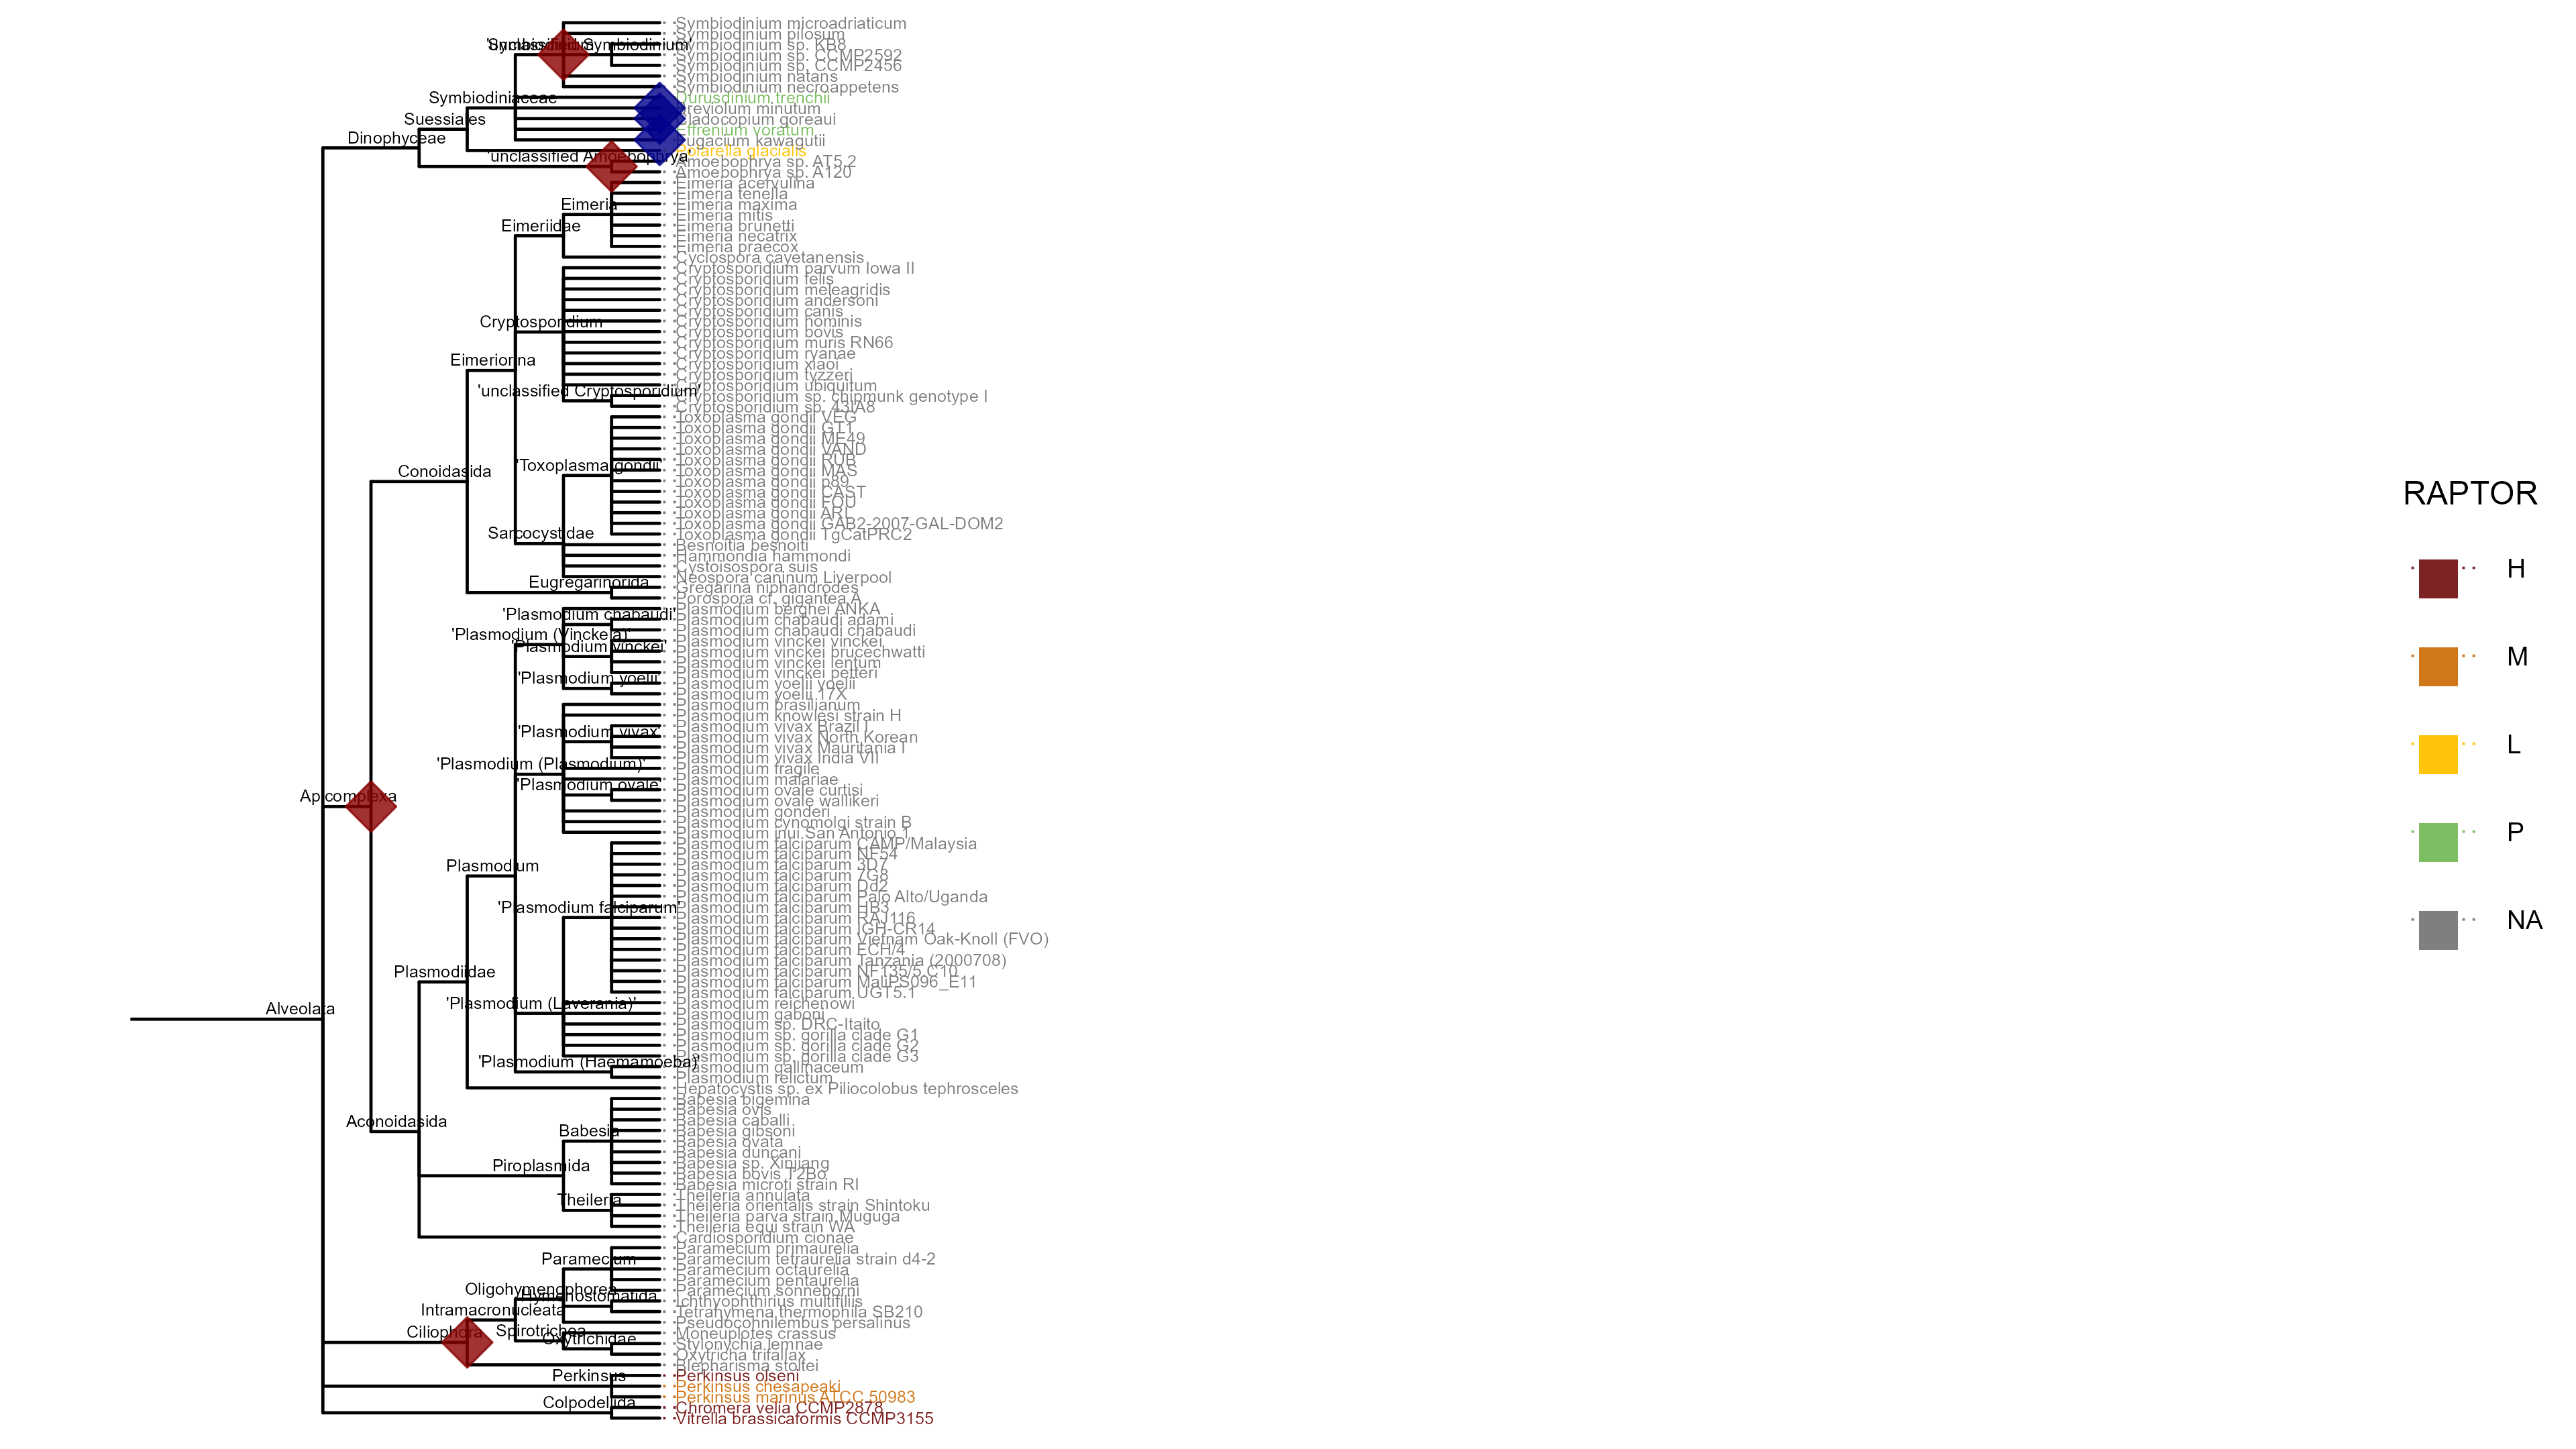 Symbiodinium microadriaticum
Symbiodinium pilosum
Symbiodinium sp. KB8
Symbiodinium sp. CCMP2592
Symbiodinium sp. CCMP2456
Symbiodinium natans
Symbiodinium necroappetens
Durusdinium trenchii
Breviolum minutum
Cladocopium goreaui
Effrenium voratum
Fugacium kawagutii
Polarella glacialis
Amoebophrya sp. AT5.2
Amoebophrya sp. A120
Eimeria acervulina
Eimeria tenella
Eimeria maxima
Eimeria mitis
Eimeria brunetti
Eimeria necatrix
Eimeria praecox
Cyclospora cayetanensis
Cryptosporidium parvum Iowa II
Cryptosporidium felis
Cryptosporidium meleagridis
Cryptosporidium andersoni
Cryptosporidium canis
Cryptosporidium hominis
Cryptosporidium bovis
Cryptosporidium muris RN66
Cryptosporidium ryanae
Cryptosporidium xiaoi
Cryptosporidium tyzzeri
Cryptosporidium ubiquitum
Cryptosporidium sp. chipmunk genotype I
Cryptosporidium sp. 43IA8
Toxoplasma gondii VEG
Toxoplasma gondii GT1
Toxoplasma gondii ME49
Toxoplasma gondii VAND
Toxoplasma gondii RUB
Toxoplasma gondii MAS
Toxoplasma gondii p89
Toxoplasma gondii CAST
Toxoplasma gondii FOU
Toxoplasma gondii ARI
Toxoplasma gondii GAB2-2007-GAL-DOM2
Toxoplasma gondii TgCatPRC2
Besnoitia besnoiti
Hammondia hammondi
Cystoisospora suis
Neospora caninum Liverpool
Gregarina niphandrodes
Porospora cf. gigantea A
Plasmodium berghei ANKA
Plasmodium chabaudi adami
Plasmodium chabaudi chabaudi
Plasmodium vinckei vinckei
Plasmodium vinckei brucechwatti
Plasmodium vinckei lentum
Plasmodium vinckei petteri
Plasmodium yoelii yoelii
Plasmodium yoelii 17X
Plasmodium brasilianum
Plasmodium knowlesi strain H
Plasmodium vivax Brazil I
Plasmodium vivax North Korean
Plasmodium vivax Mauritania I
Plasmodium vivax India VII
Plasmodium fragile
Plasmodium malariae
Plasmodium ovale curtisi
Plasmodium ovale wallikeri
Plasmodium gonderi
Plasmodium cynomolgi strain B
Plasmodium inui San Antonio 1
Plasmodium falciparum CAMP/Malaysia
Plasmodium falciparum NF54
Plasmodium falciparum 3D7
Plasmodium falciparum 7G8
Plasmodium falciparum Dd2
Plasmodium falciparum Palo Alto/Uganda
Plasmodium falciparum HB3
Plasmodium falciparum RAJ116
Plasmodium falciparum IGH-CR14
Plasmodium falciparum Vietnam Oak-Knoll (FVO)
Plasmodium falciparum FCH/4
Plasmodium falciparum Tanzania (2000708)
Plasmodium falciparum NF135/5.C10
Plasmodium falciparum MaliPS096_E11
Plasmodium falciparum UGT5.1
Plasmodium reichenowi
Plasmodium gaboni
Plasmodium sp. DRC-Itaito
Plasmodium sp. gorilla clade G1
Plasmodium sp. gorilla clade G2
Plasmodium sp. gorilla clade G3
Plasmodium gallinaceum
Plasmodium relictum
Hepatocystis sp. ex Piliocolobus tephrosceles
Babesia bigemina
Babesia ovis
Babesia caballi
Babesia gibsoni
Babesia ovata
Babesia duncani
Babesia sp. Xinjiang
Babesia bovis T2Bo
Babesia microti strain RI
Theileria annulata
Theileria orientalis strain Shintoku
Theileria parva strain Muguga
Theileria equi strain WA
Cardiosporidium cionae
Paramecium primaurelia
Paramecium tetraurelia strain d4-2
Paramecium octaurelia
Paramecium pentaurelia
Paramecium sonneborni
Ichthyophthirius multifiliis
Tetrahymena thermophila SB210
Pseudocohnilembus persalinus
Moneuplotes crassus
Stylonychia lemnae
Oxytricha trifallax
Blepharisma stoltei
Perkinsus olseni
Perkinsus chesapeaki
Perkinsus marinus ATCC 50983
Chromera velia CCMP2878
Vitrella brassicaformis CCMP3155
'unclassified Symbiodinium'
Symbiodiniaceae
Suessiales
Dinophyceae
'unclassified Amoebophrya'
Eimeria
Eimeriidae
Cryptosporidium
Eimeriorina
'unclassified Cryptosporidium'
'Toxoplasma gondii'
Conoidasida
Sarcocystidae
Eugregarinorida
'Plasmodium chabaudi'
'Plasmodium (Vinckeia)'
'Plasmodium vinckei'
'Plasmodium yoelii'
'Plasmodium vivax'
'Plasmodium (Plasmodium)'
'Plasmodium ovale'
Apicomplexa
Plasmodium
'Plasmodium falciparum'
Plasmodiidae
'Plasmodium (Laverania)'
Alveolata
'Plasmodium (Haemamoeba)'
Aconoidasida
Babesia
Piroplasmida
Theileria
Paramecium
Oligohymenophorea
Hymenostomatida
Intramacronucleata
Spirotrichea
Ciliophora
Oxytrichidae
Perkinsus
Colpodellida
RAPTOR
H
M
L
P
NA